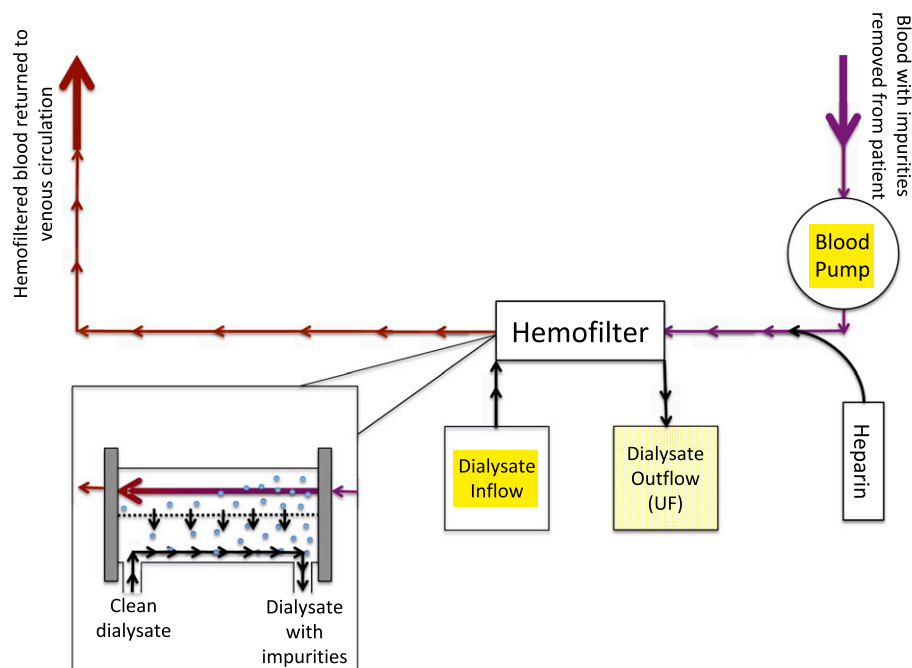 Hemofiltered blood returned to
venous circulation
Blood with impurities
removed from patient
Blood
Pump
Hemofilter
Heparin
Dialysate
Inflow
Dialysate
Outflow
(UF)
Clean
dialysate
Dialysate
with
impurities